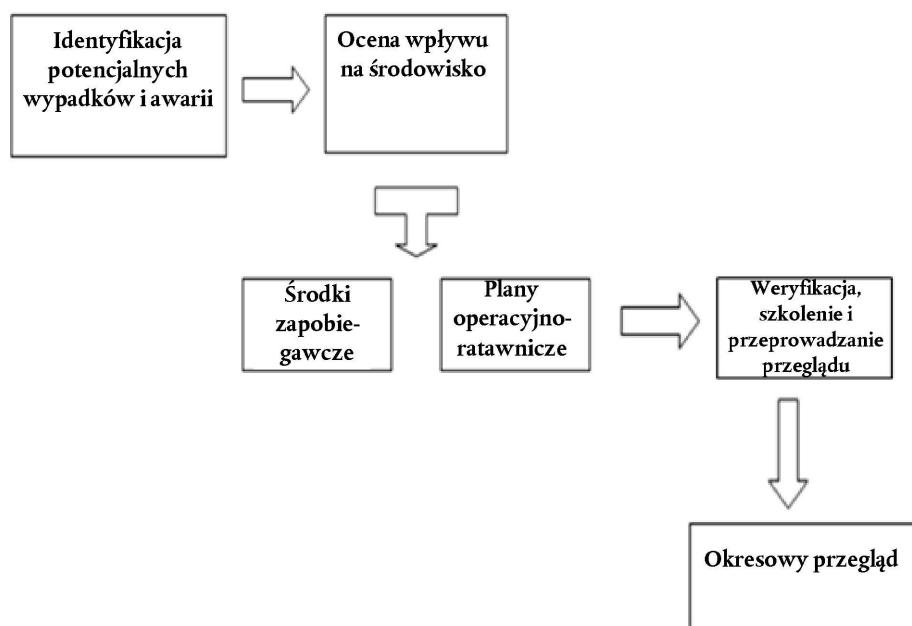 Identyfikacja
potencjalnych
wypadków i awarii
Ocena wpływu
na środowisko
Środki
zapobie-
gawcze
Plany
operacyjno-
ratawnicze
Weryfikacja,
szkolenie i
przeprowadzanie
przeglądu
Okresowy przegląd